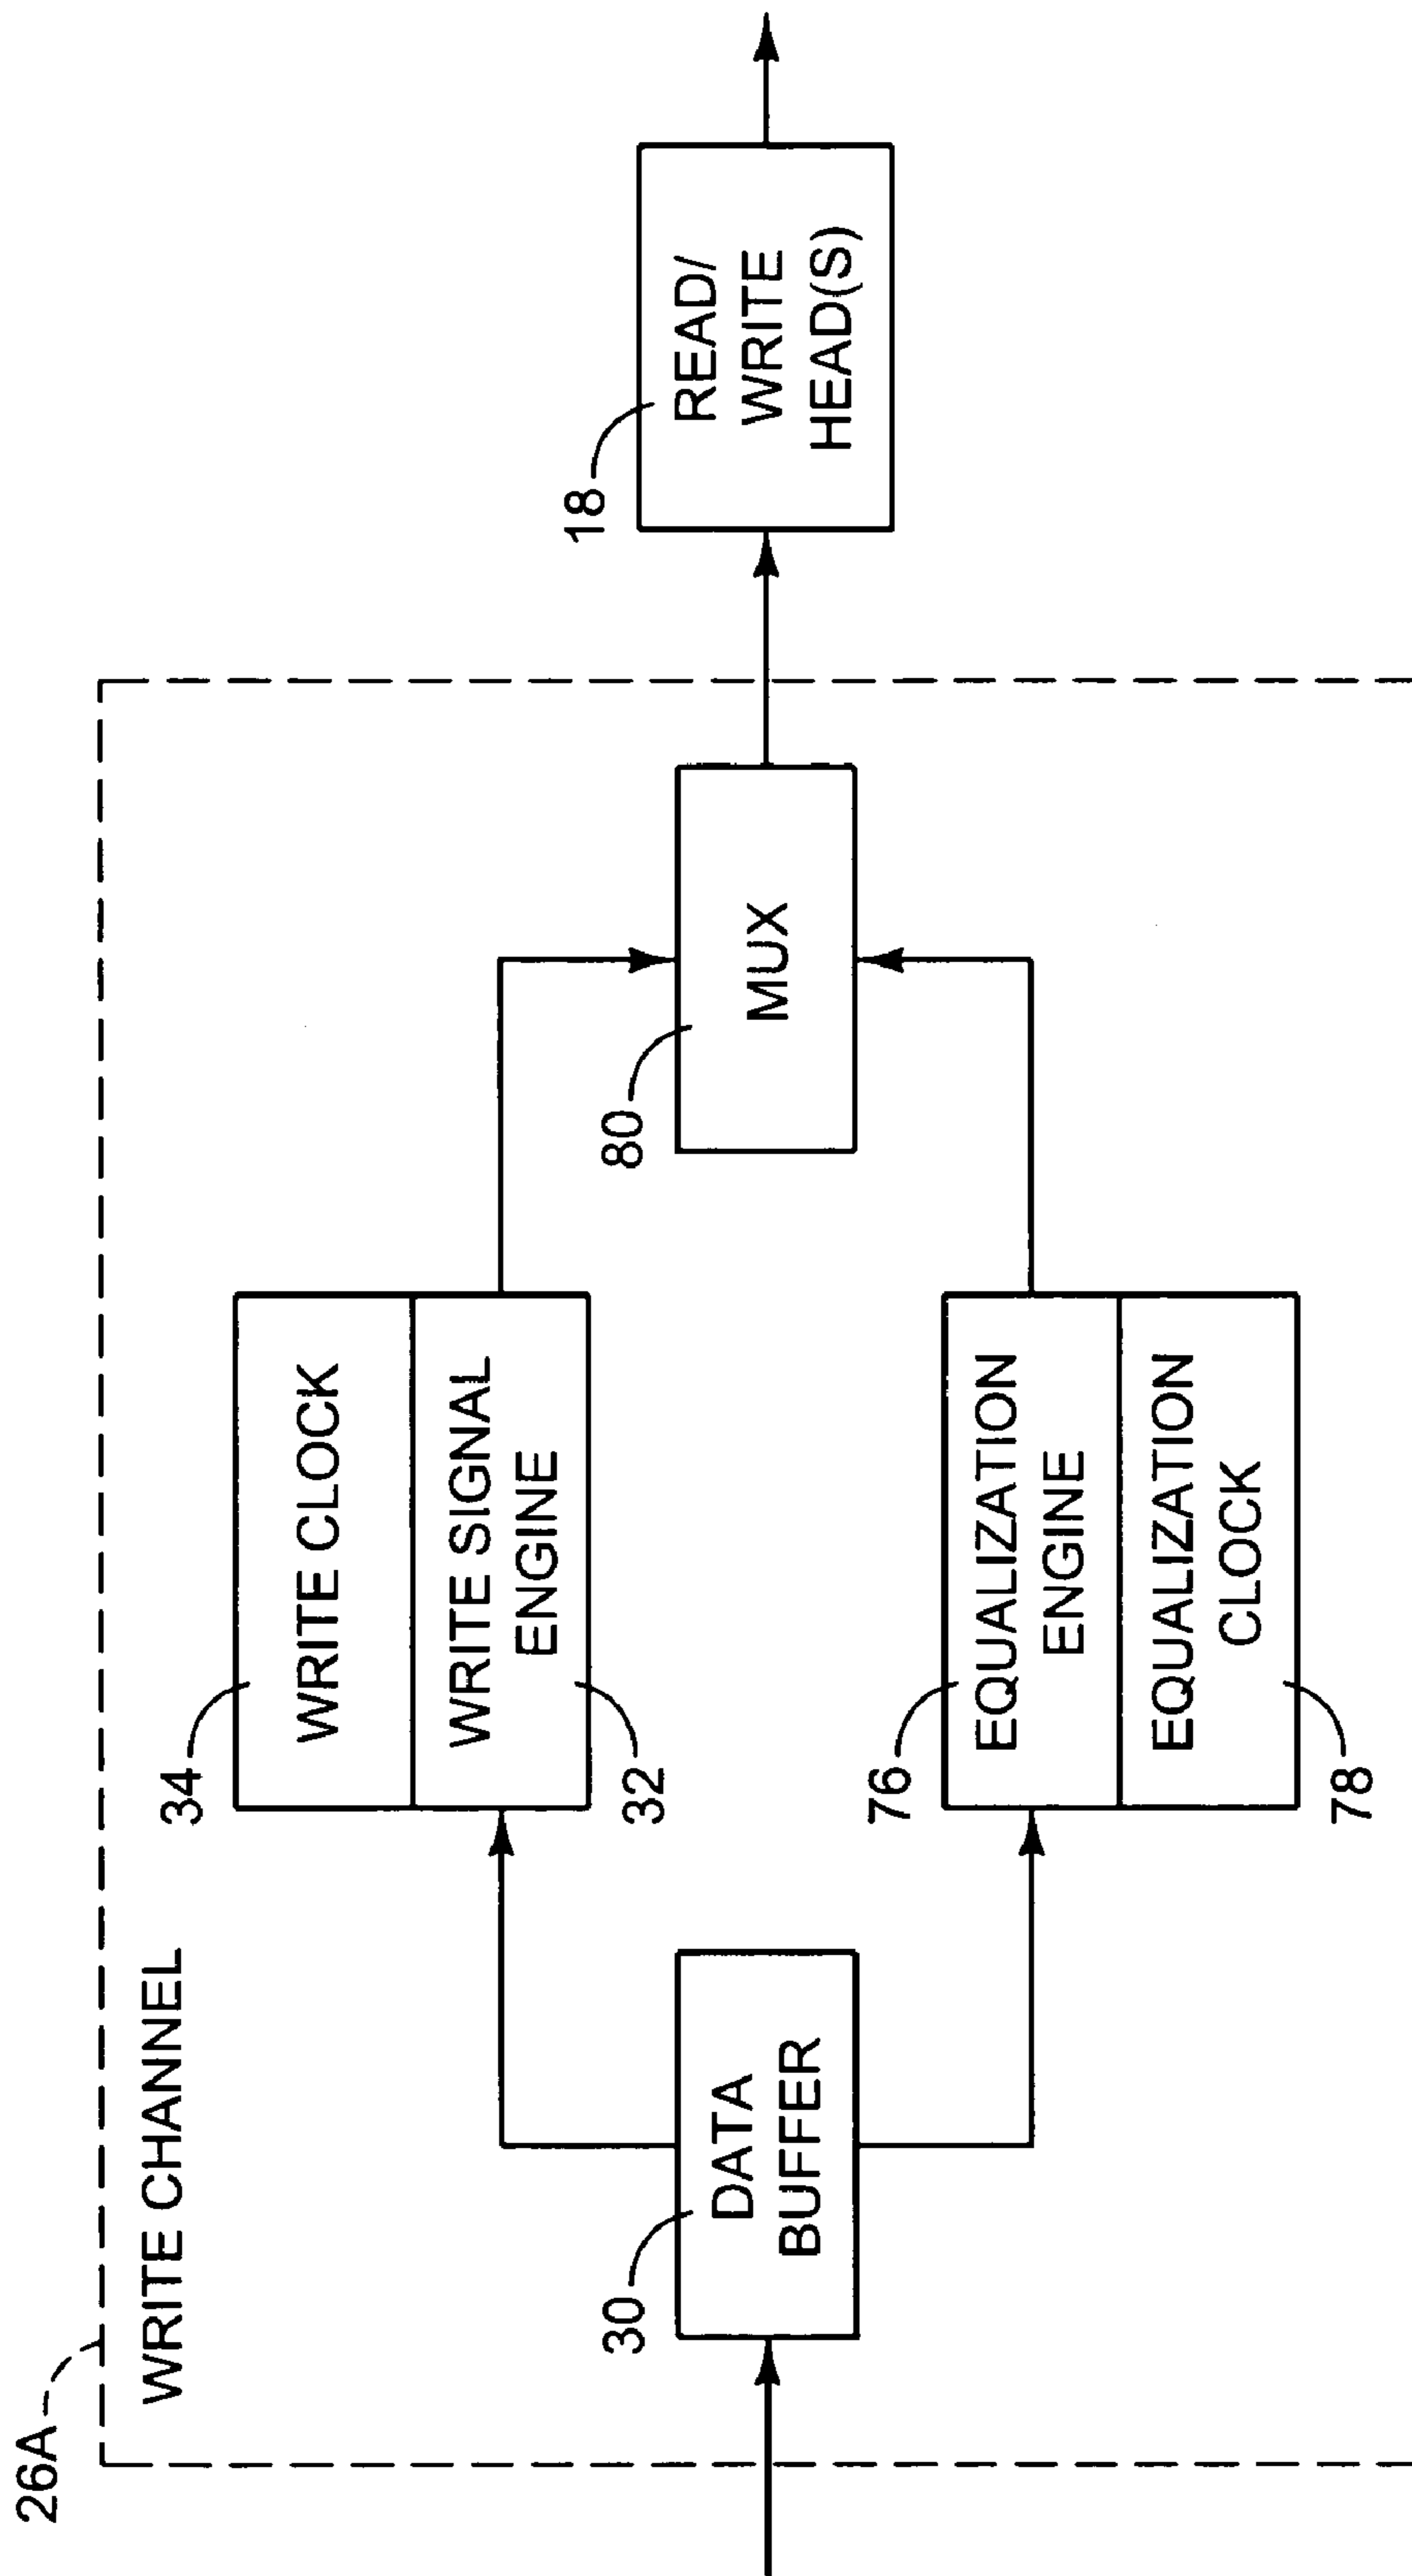 26A
WRITE CHANNEL
34
WRITE CLOCK
WRITE SIGNAL
ENGINE
32
30
DATA
BUFFER
80
MUX
18
READ/
WRITE
HEAD(S)
76
EQUALIZATION
ENGINE
EQUALIZATION
CLOCK
78